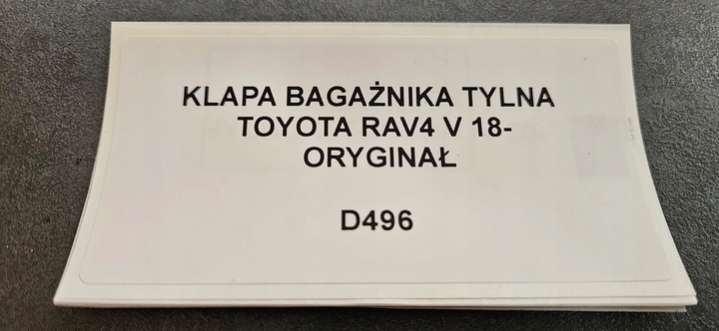 KLAPA BAGAŻNIKA TYLNA
TOYOTA RAV4 V 18-
ORYGINAŁ
D496